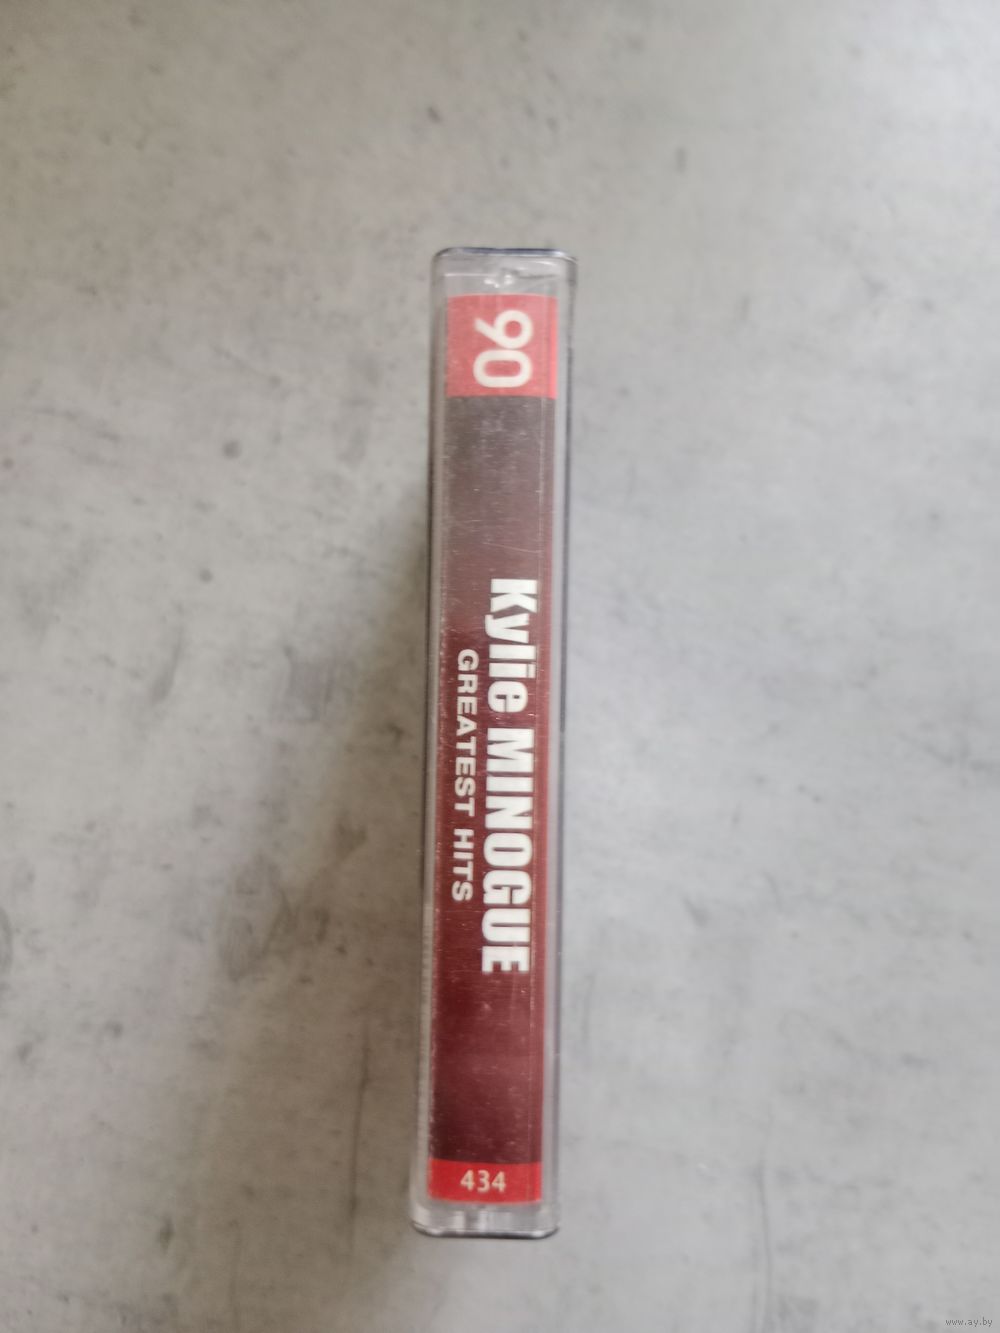 90
Kylie MINOGUE
GREATEST HITS
434
www.ay.by